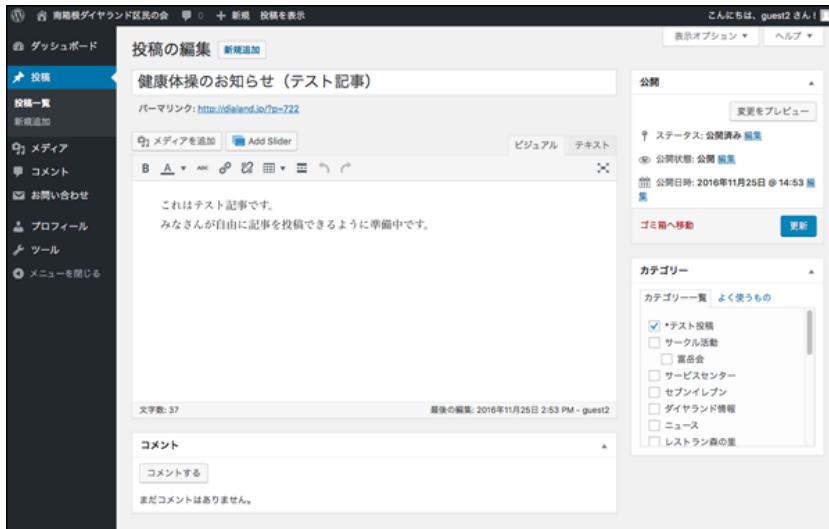 南箱根ダイヤランド区民の会 0 + 新規 投稿を表示
こんにちは、guest2 さん!
表示オプション ▼ ヘルプ ▼
ダッシュボード
投稿
投稿一覧
新規追加
メディア
コメント
お問い合わせ
プロフィール
ツール
メニューを閉じる
投稿の編集 新規追加
健康体操のお知らせ（テスト記事）
パーマリンク: http://dialand.jp/?p=722
メディアを追加 Add Slider
ビジュアル テキスト
B A ABC
これはテスト記事です。
みなさんが自由に記事を投稿できるように準備中です。
文字数: 37
最後の編集: 2016年11月25日 2:53 PM - guest2
コメント
コメントする
まだコメントはありません。
公開
変更をプレビュー
ステータス: 公開済み 編集
公開状態: 公開 編集
公開日時: 2016年11月25日 @ 14:53 編
集
ゴミ箱へ移動 更新
カテゴリー
カテゴリー一覧 よく使うもの
*テスト投稿
サークル活動
富岳会
サービスセンター
セブンイレブン
ダイヤランド情報
ニュース
レストラン森の里